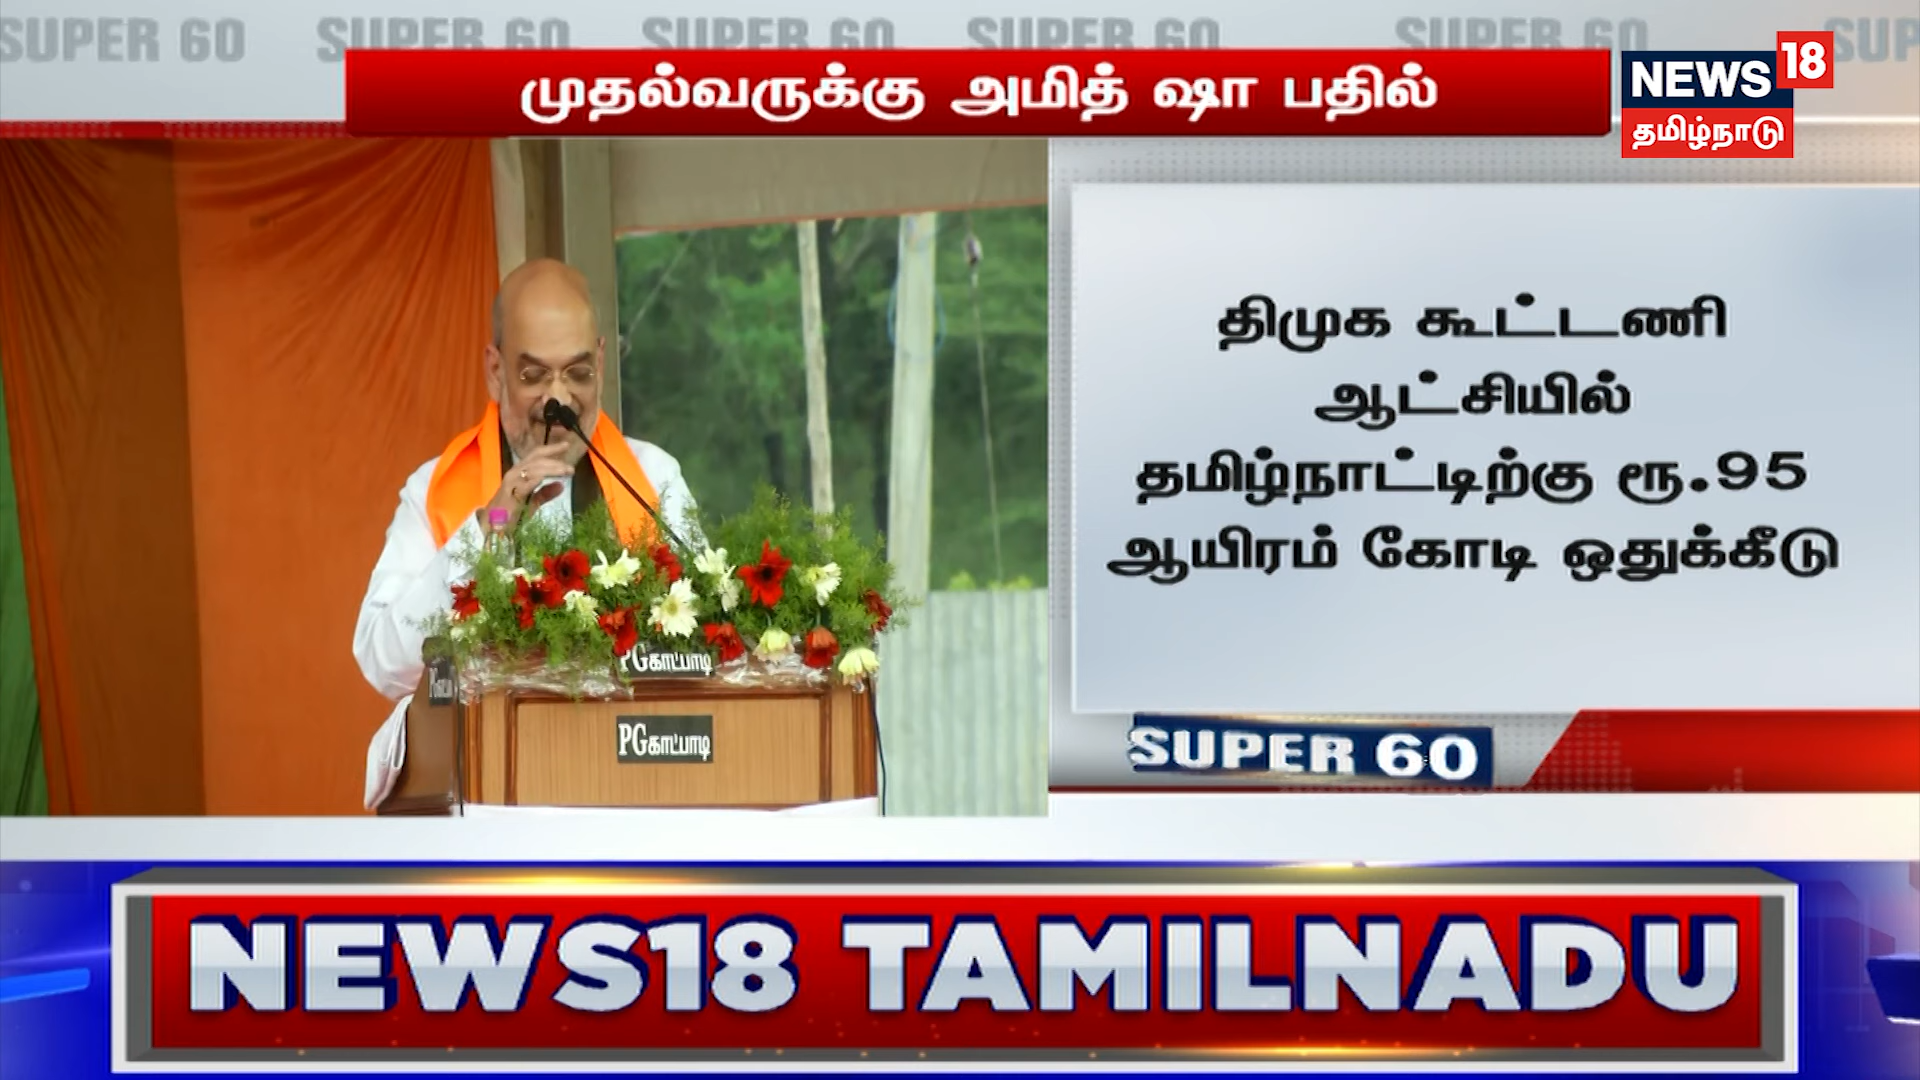 SUPER 60 SUPER 60 SUPER 60 SUPER 60 SUPER 60 SUP
முதல்வருக்கு அமித் ஷா பதில்
NEWS 18
தமிழ்நாடு
திமுக கூட்டணி
ஆட்சியில்
தமிழ்நாட்டிற்கு ரூ.95
ஆயிரம் கோடி ஒதுக்கீடு
PGகாட்பாடி
PGகாட்பாடி
SUPER 60
NEWS18 TAMILNADU